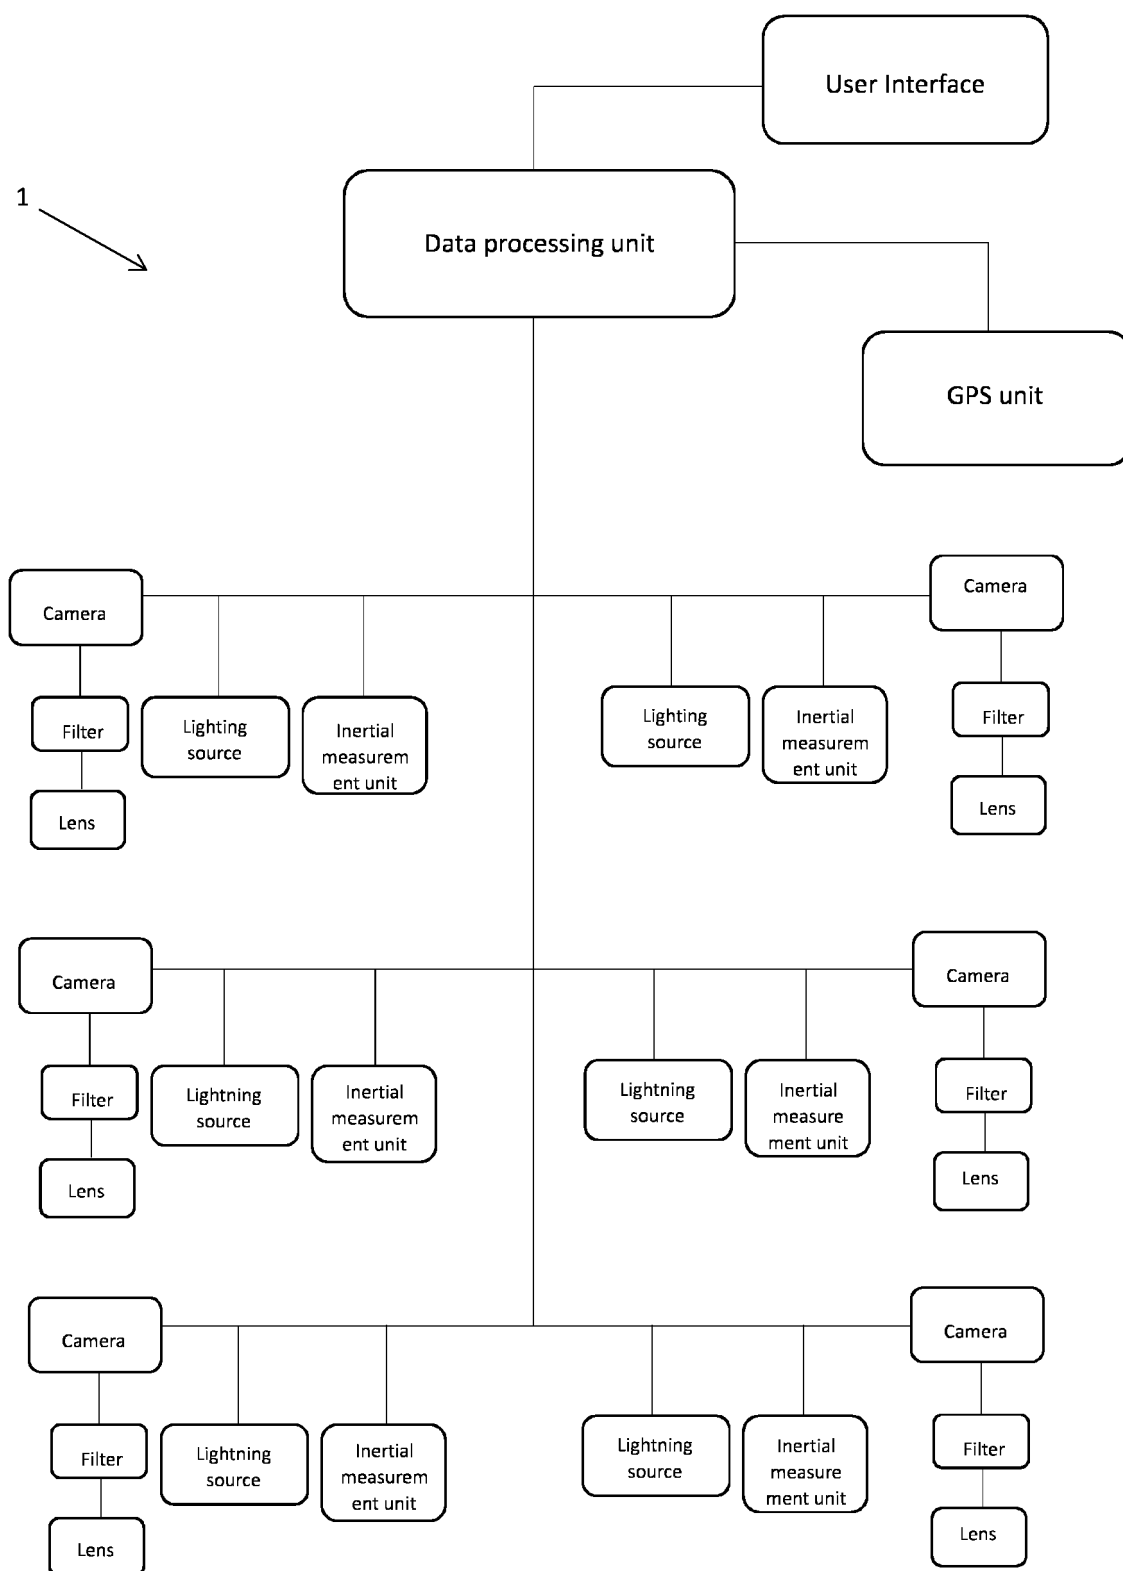 User Interface
1
Data processing unit
GPS unit
Camera
Filter
Lens
Lighting
source
Inertial
measurem
ent unit
Lighting
source
Inertial
measurem
ent unit
Camera
Filter
Lens
Camera
Filter
Lens
Lightning
source
Inertial
measurem
ent unit
Lightning
source
Inertial
measure
ment unit
Camera
Filter
Lens
Camera
Filter
Lens
Lightning
source
Inertial
measurem
ent unit
Lightning
source
Inertial
measure
ment unit
Camera
Filter
Lens